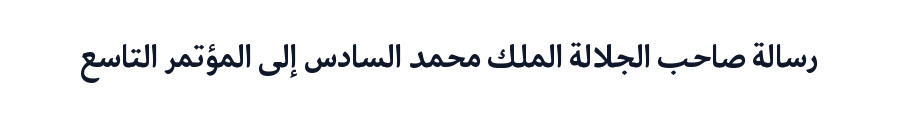 رسالة صاحب الجلالة الملك محمد السادس إلى المؤتمر التاسع